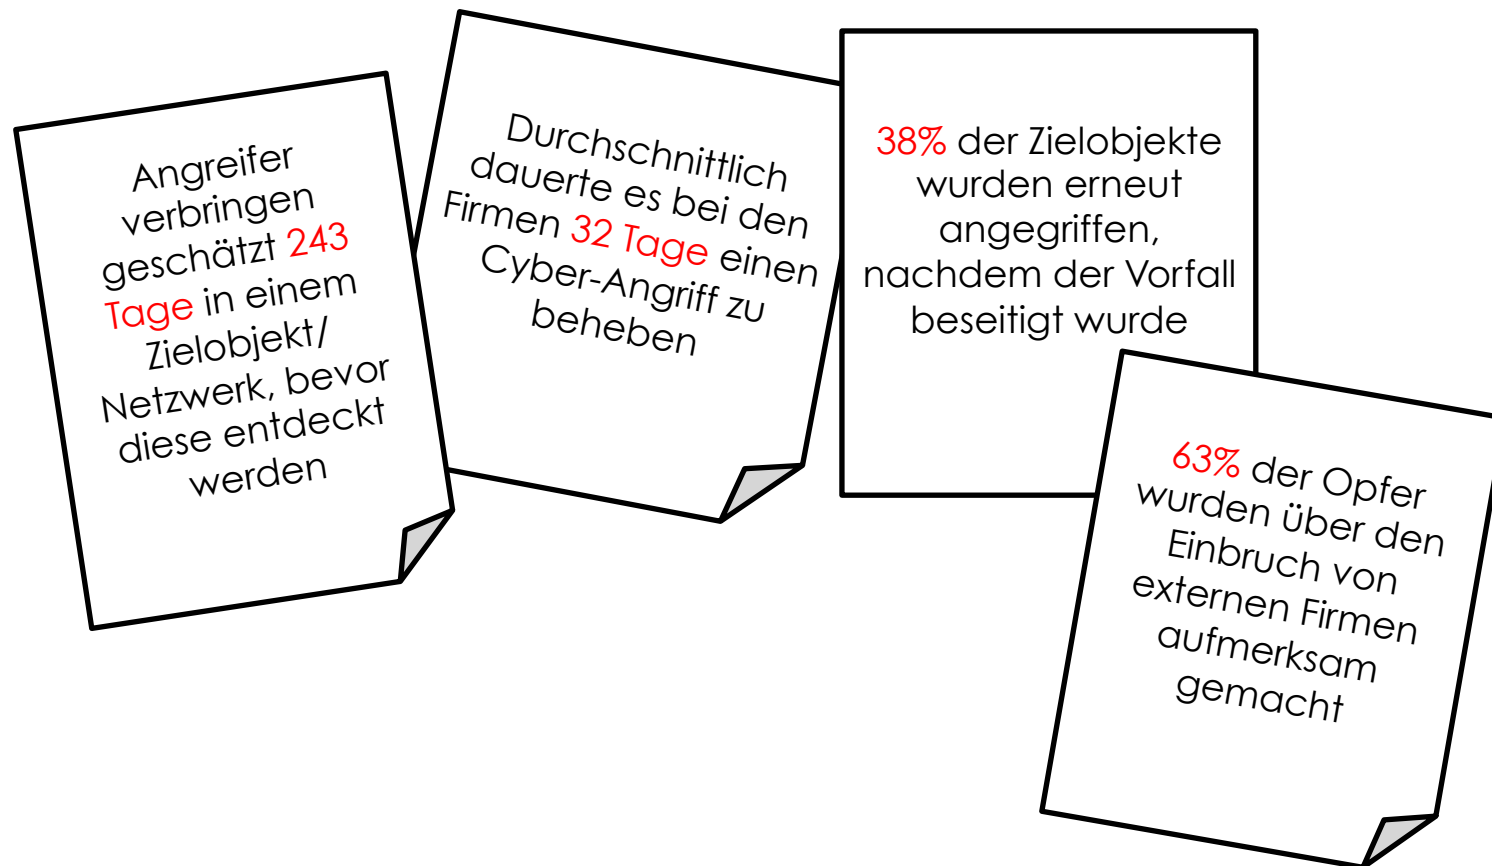 Angreifer
verbringen
geschätzt 243
Tage in einem
Zielobjekt/
Netzwerk, bevor
diese entdeckt
werden
Durchschnittlich
dauerte es bei den
Firmen 32 Tage einen
Cyber-Angriff zu
beheben
38% der Zielobjekte
wurden erneut
angegriffen,
nachdem der Vorfall
beseitigt wurde
63% der Opfer
wurden über den
Einbruch von
externen Firmen
aufmerksam
gemacht